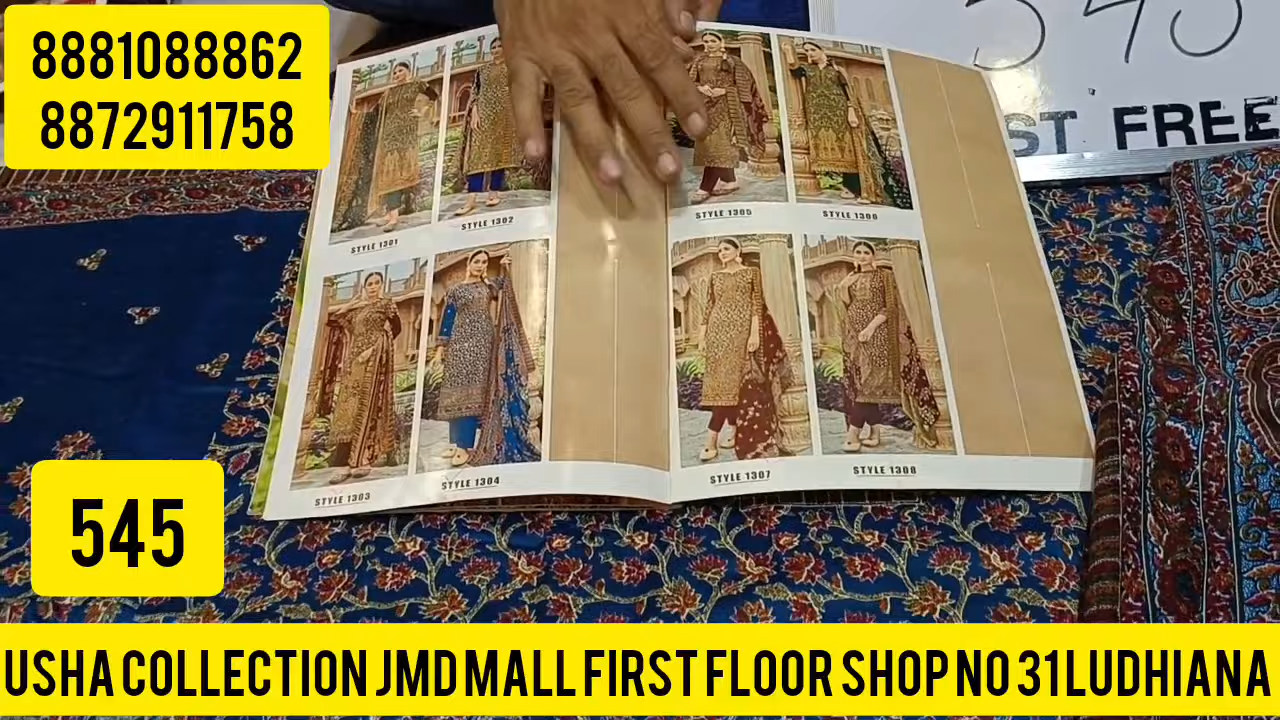 8881088862
8872911758
545
ST FREE
STYLE 1301
STYLE 1302
STYLE 1305
STYLE 1306
STYLE 1303
STYLE 1304
STYLE 1307
STYLE 1308
545
USHA COLLECTION JMD MALL FIRST FLOOR SHOP NO 31 LUDHIANA